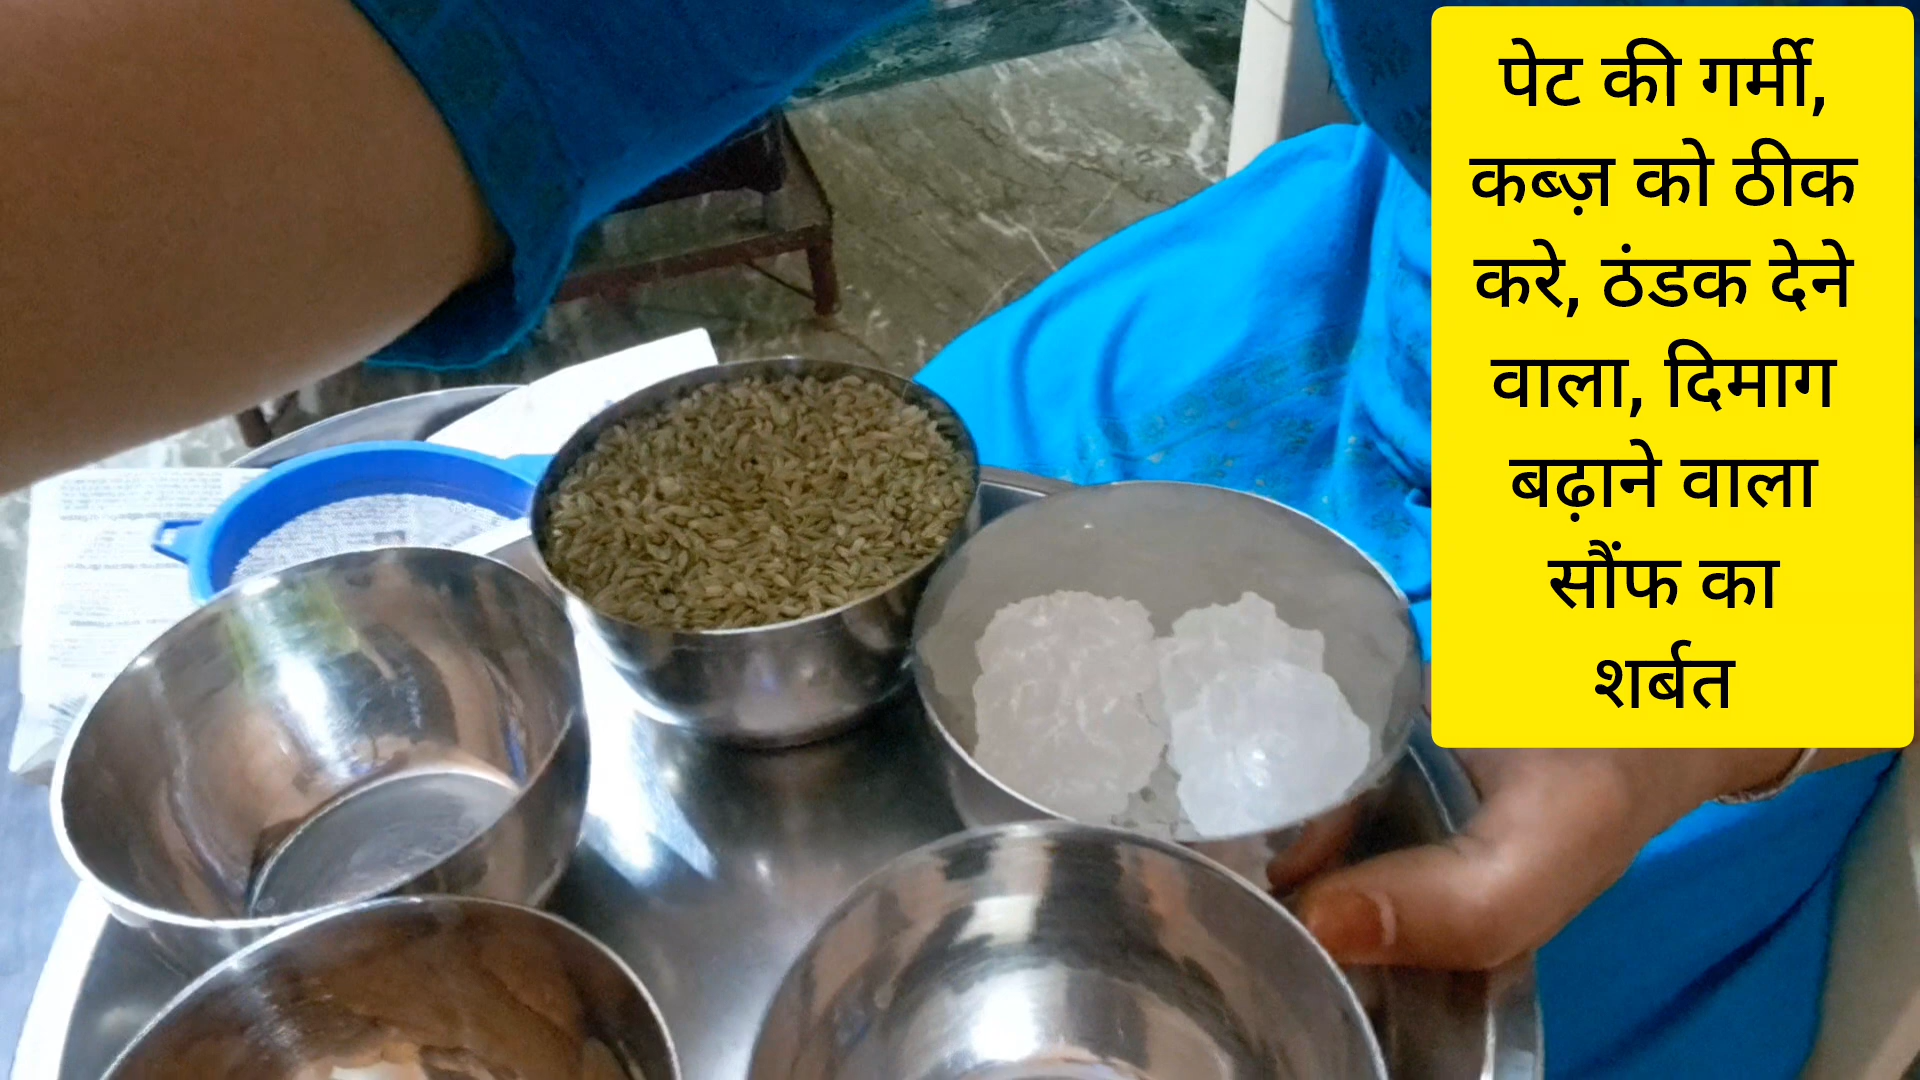 पेट की गर्मी,
कब्ज़ को ठीक
करे, ठंडक देने
वाला, दिमाग
बढ़ाने वाला
सौंफ का
शर्बत